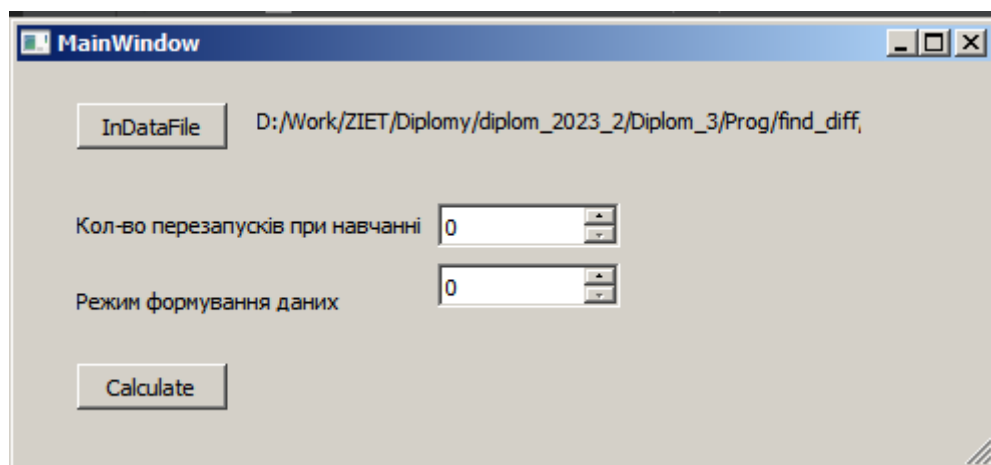 MainWindow
InDataFile D:/Work/ZIET/Diplomy/diplom_2023_2/Diplom_3/Prog/find_diff,
Кол-во перезапусків при навчанні 0
Режим формування даних 0
Calculate